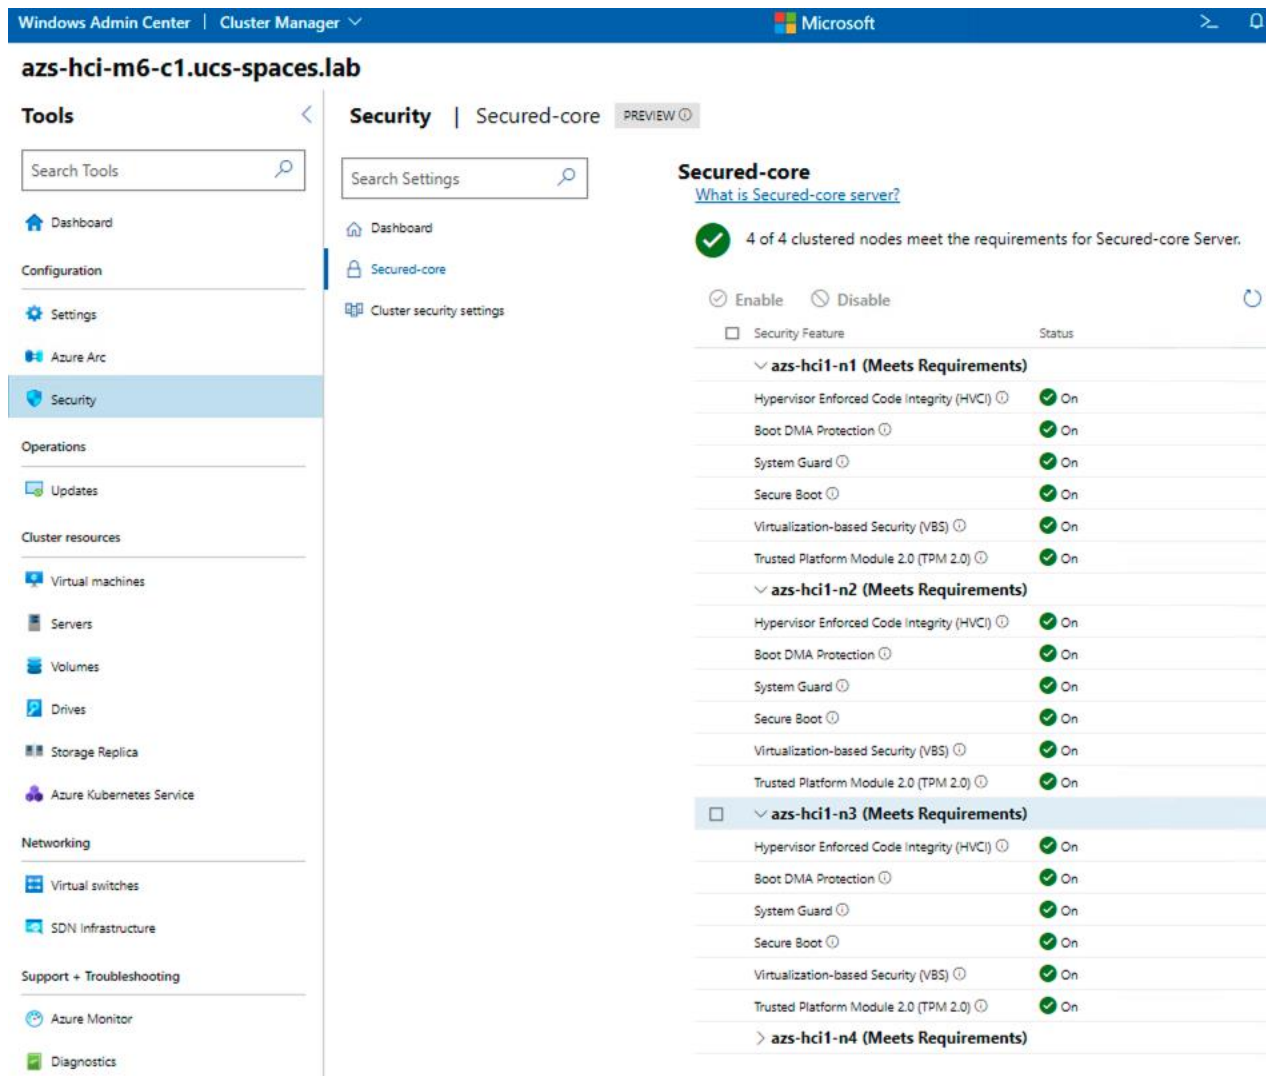 Windows Admin Center | Cluster Manager
Microsoft
azs-hci-m6-c1.ucs-spaces.lab
Tools
Search Tools
Dashboard
Configuration
Settings
Azure Arc
Security
Operations
Updates
Cluster resources
Virtual machines
Servers
Volumes
Drives
Storage Replica
Azure Kubernetes Service
Networking
Virtual switches
SDN Infrastructure
Support + Troubleshooting
Azure Monitor
Diagnostics
Security | Secured-core PREVIEW
Search Settings
Dashboard
Secured-core
Cluster security settings
Secured-core
What is Secured-core server?
4 of 4 clustered nodes meet the requirements for Secured-core Server.
Enable Disable
Security Feature Status
azs-hci1-n1 (Meets Requirements)
Hypervisor Enforced Code Integrity (HVCI) On
Boot DMA Protection On
System Guard On
Secure Boot On
Virtualization-based Security (VBS) On
Trusted Platform Module 2.0 (TPM 2.0) On
azs-hci1-n2 (Meets Requirements)
Hypervisor Enforced Code Integrity (HVCI) On
Boot DMA Protection On
System Guard On
Secure Boot On
Virtualization-based Security (VBS) On
Trusted Platform Module 2.0 (TPM 2.0) On
azs-hci1-n3 (Meets Requirements)
Hypervisor Enforced Code Integrity (HVCI) On
Boot DMA Protection On
System Guard On
Secure Boot On
Virtualization-based Security (VBS) On
Trusted Platform Module 2.0 (TPM 2.0) On
azs-hci1-n4 (Meets Requirements)